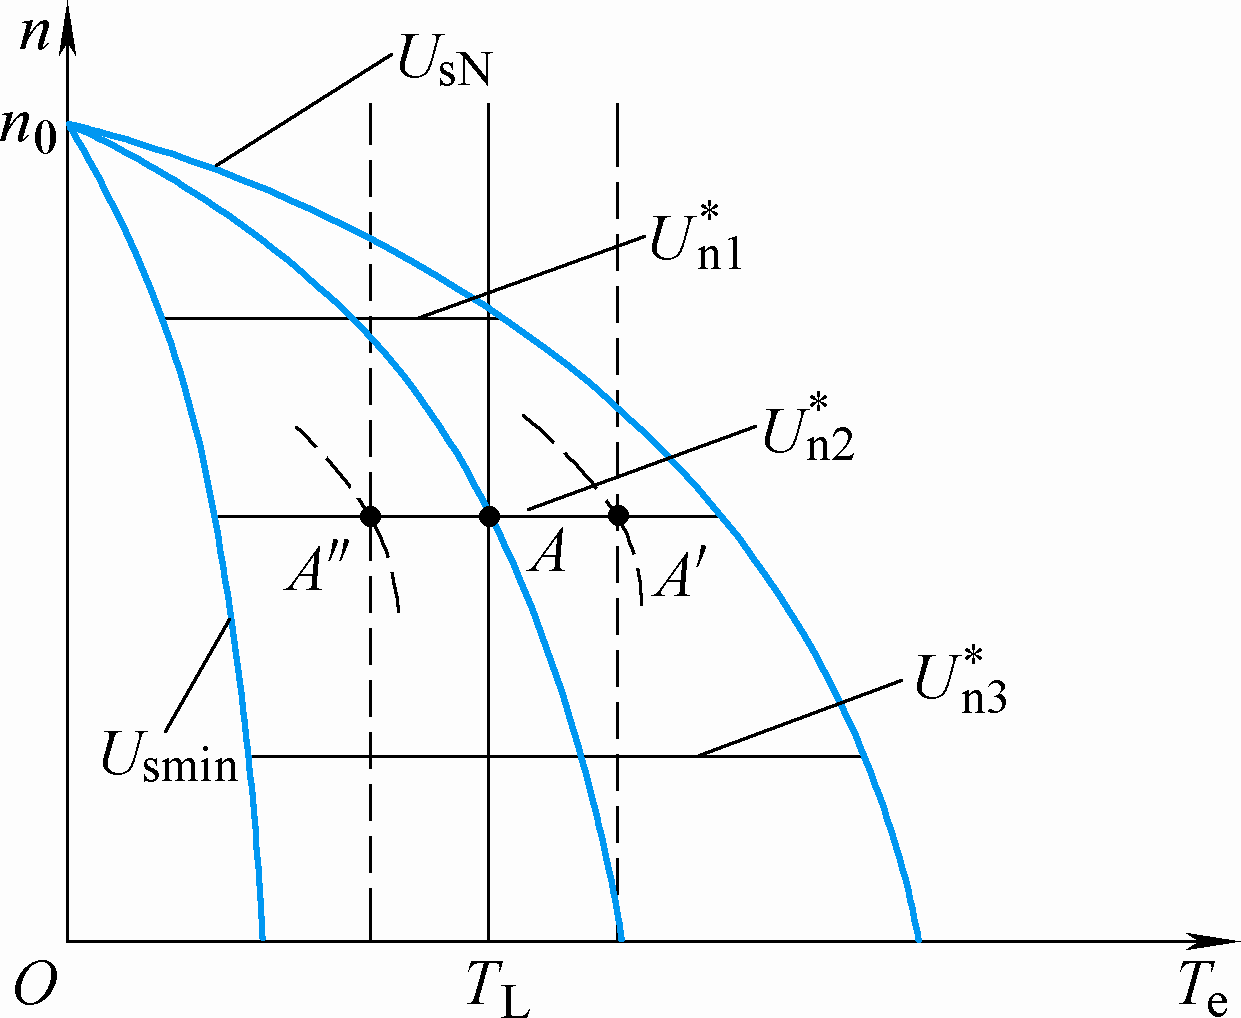 n
U_sN
n_0
U*_n1
U*_n2
A″
A
A′
U*_n3
U_smin
O
T_L
T_e